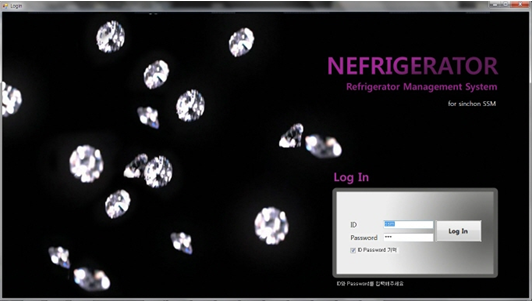 Login
NEFRIGERATOR
Refrigerator Management System
for sinchon SSM
Log In
ID
Password ***
Log In
ID Password 기억
ID와 Password를 입력해주세요